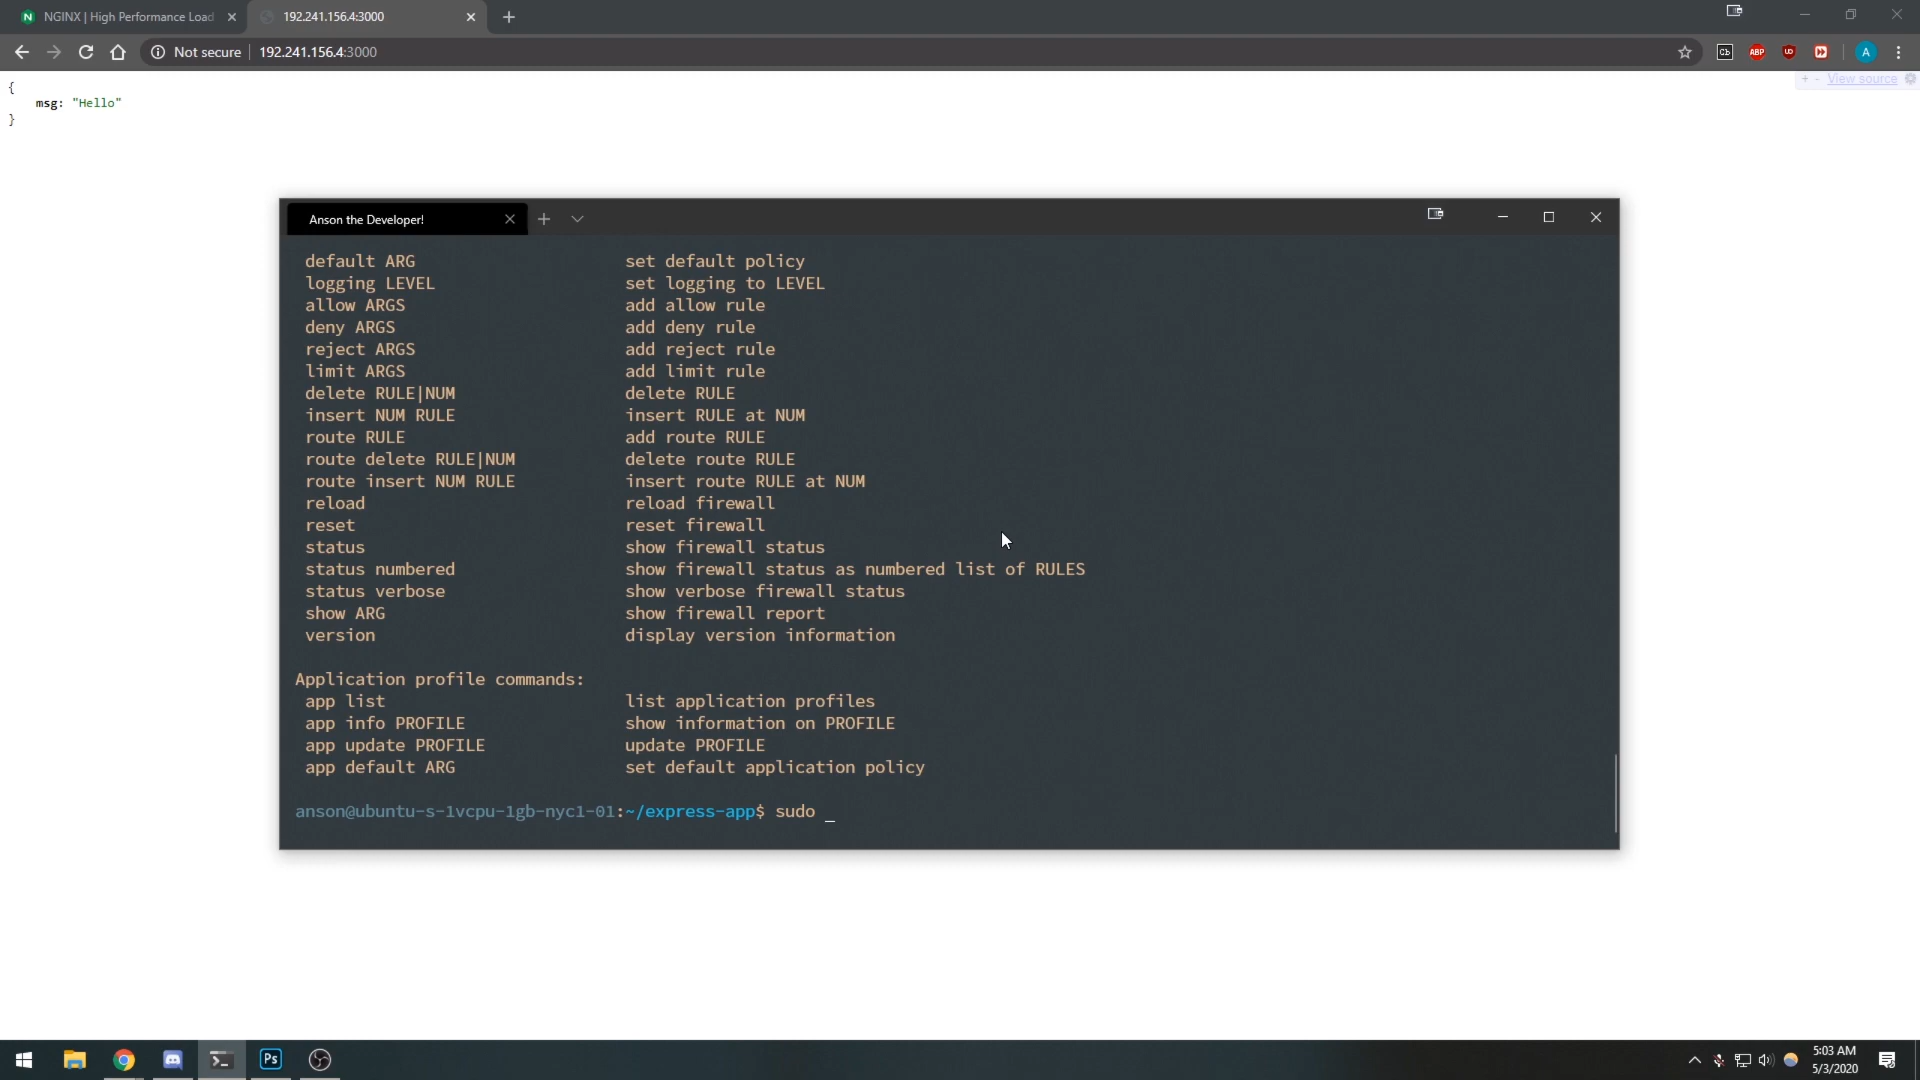 NGINX | High Performance Load
192.241.156.4:3000
Not secure
192.241.156.4:3000
Cb
ABP
UD
A
{
msg: "Hello"
}
+ - View source
Anson the Developer!
default ARG set default policy
logging LEVEL set logging to LEVEL
allow ARGS add allow rule
deny ARGS add deny rule
reject ARGS add reject rule
limit ARGS add limit rule
delete RULE|NUM delete RULE
insert NUM RULE insert RULE at NUM
route RULE add route RULE
route delete RULE|NUM delete route RULE
route insert NUM RULE insert route RULE at NUM
reload reload firewall
reset reset firewall
status show firewall status
status numbered show firewall status as numbered list of RULES
status verbose show verbose firewall status
show ARG show firewall report
version display version information
Application profile commands:
app list list application profiles
app info PROFILE show information on PROFILE
app update PROFILE update PROFILE
app default ARG set default application policy
anson@ubuntu-s-1vcpu-1gb-nyc1-01:~/express-app$ sudo _
Ps
5:03 AM
5/3/2020